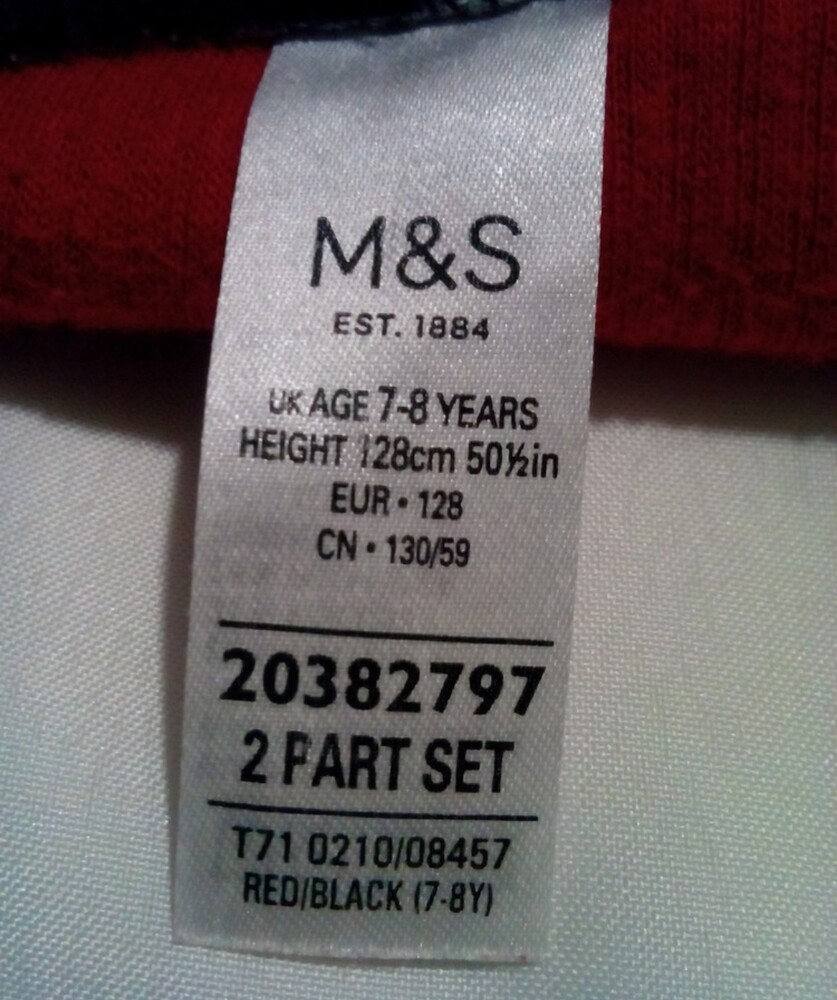 M&S
EST. 1884
UK AGE 7-8 YEARS
HEIGHT 128cm 50½in
EUR • 128
CN • 130/59
20382797
2 PART SET
T71 0210/08457
RED/BLACK (7-8Y)